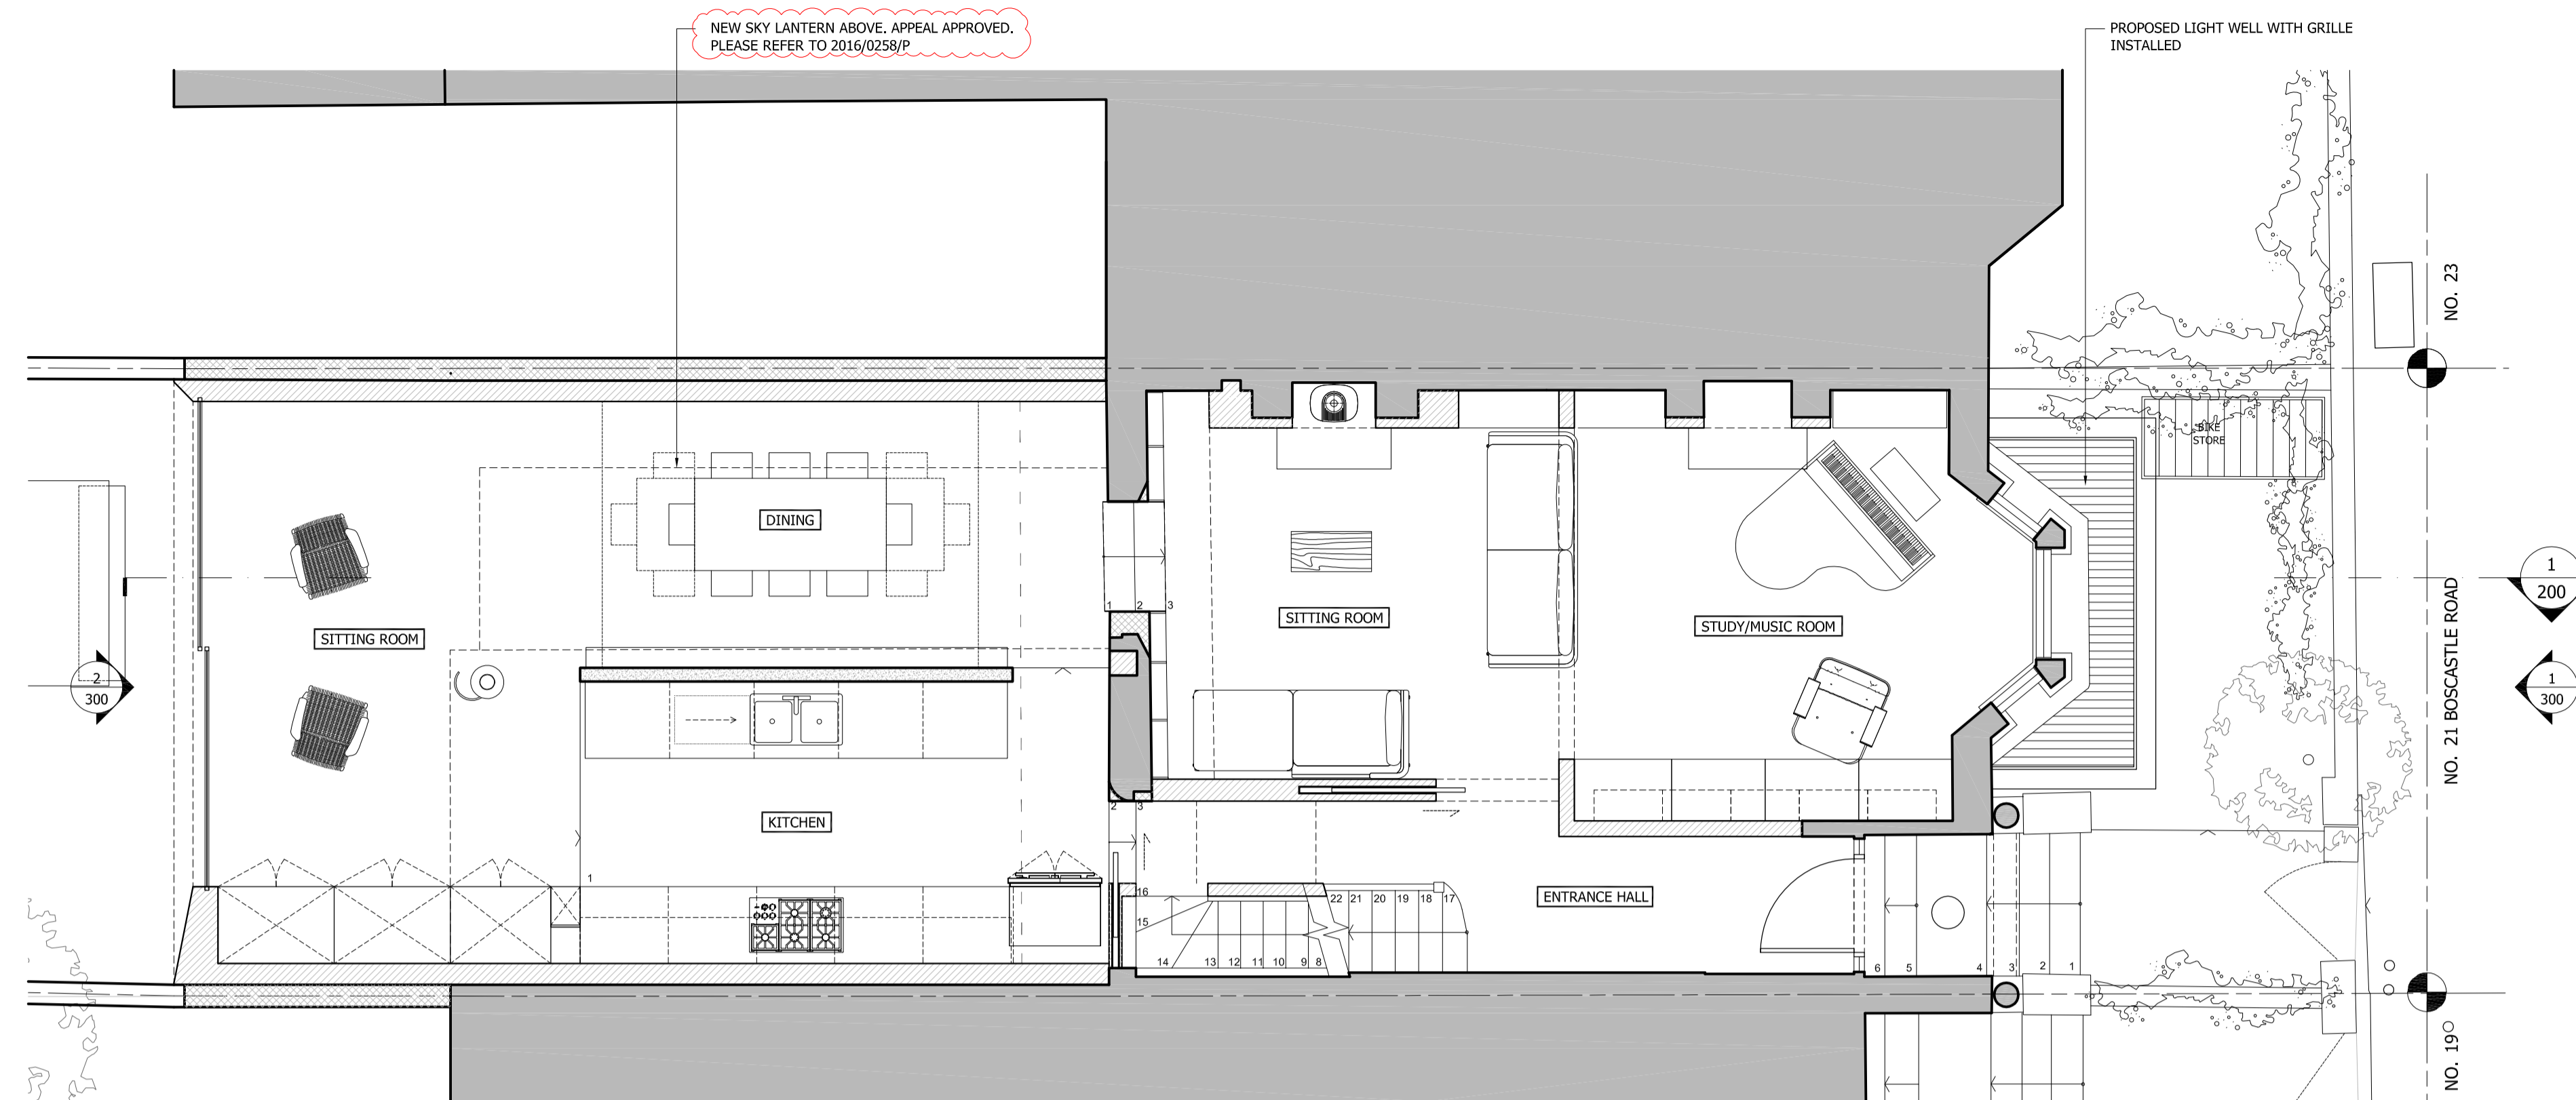 NEW SKY LANTERN ABOVE. APPEAL APPROVED.
PLEASE REFER TO 2016/0258/P
PROPOSED LIGHT WELL WITH GRILLE
INSTALLED
NO. 23
BIKE
STORE
DINING
SITTING ROOM
SITTING ROOM
STUDY/MUSIC ROOM
1 2 3
1
200
NO. 21 BOSCASTLE ROAD
2
300
1
300
KITCHEN
2 3
1
16
15
14 13 12 11 10 9 8
22 21 20 19 18 17
ENTRANCE HALL
6 5 4 3 2 1
NO. 19